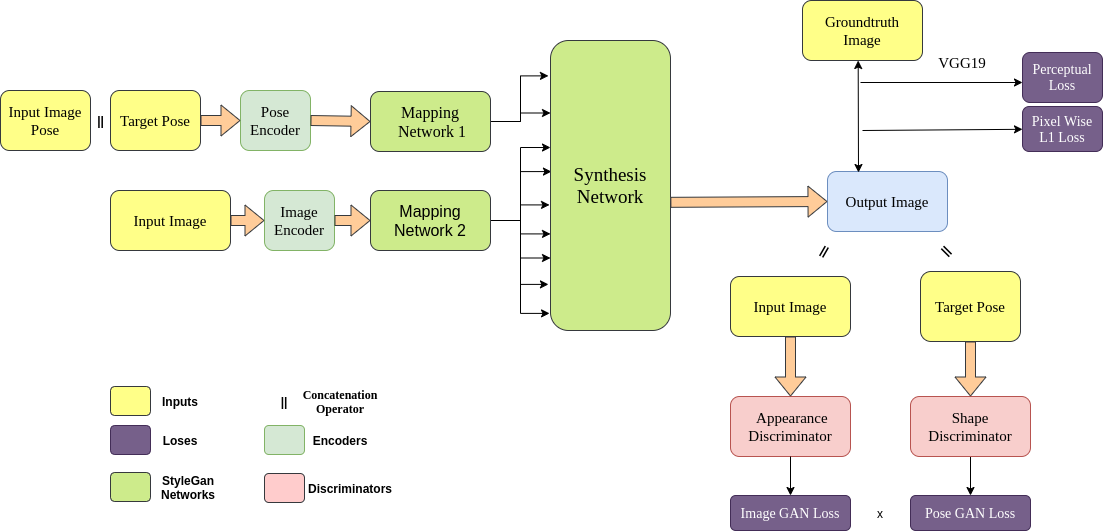 Groundtruth
Image
VGG19
Perceptual
Loss
Pixel Wise
L1 Loss
Input Image
Pose
||
Target Pose
Pose
Encoder
Mapping
Network 1
Synthesis
Network
Input Image
Image
Encoder
Mapping
Network 2
Output Image
||
||
Input Image
Target Pose
Appearance
Discriminator
Shape
Discriminator
Image GAN Loss
x
Pose GAN Loss
Inputs
||
Concatenation
Operator
Loses
Encoders
StyleGan
Networks
Discriminators